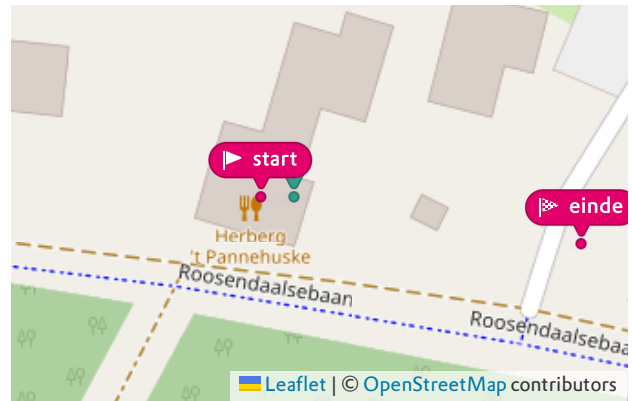 start
einde
Herberg
't Pannehuske
Roosendaalsebaan
Roosendaalsebaa
Leaflet | © OpenStreetMap contributors